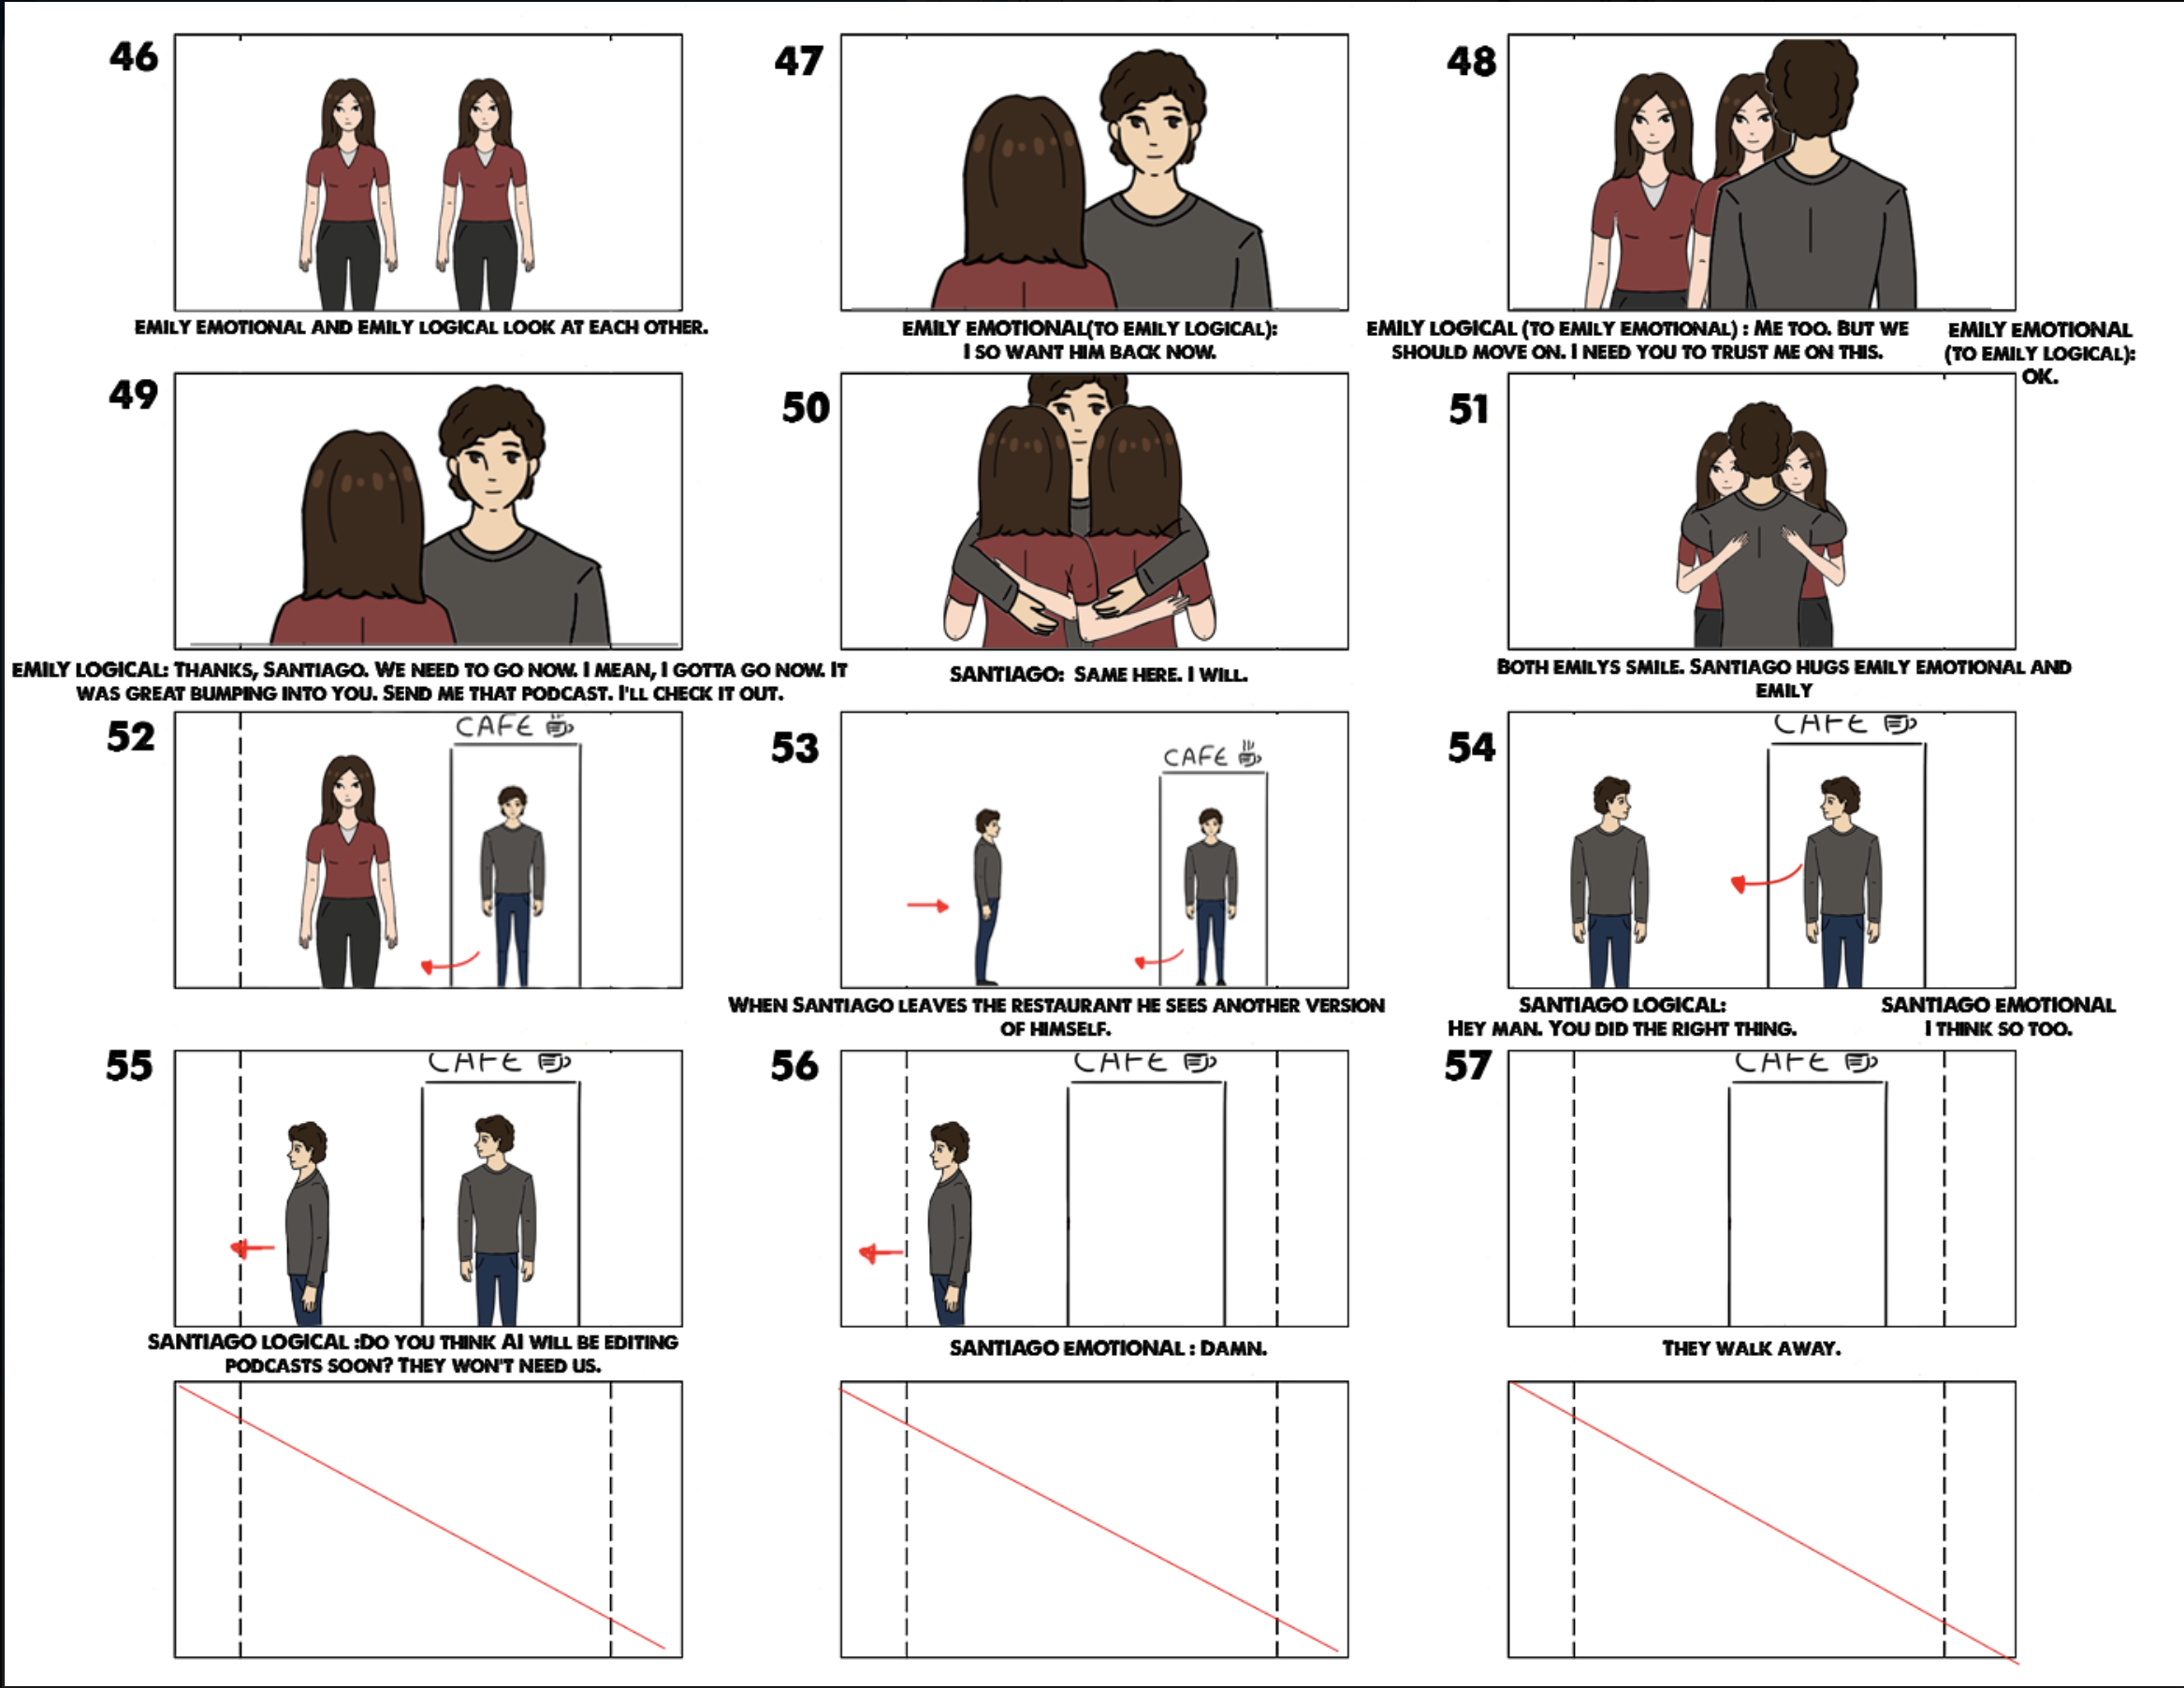 46
EMILY EMOTIONAL AND EMILY LOGICAL LOOK AT EACH OTHER.
47
EMILY EMOTIONAL(TO EMILY LOGICAL):
I SO WANT HIM BACK NOW.
48
EMILY LOGICAL (TO EMILY EMOTIONAL) : ME TOO. BUT WE
SHOULD MOVE ON. I NEED YOU TO TRUST ME ON THIS.
EMILY EMOTIONAL
(TO EMILY LOGICAL):
OK.
49
EMILY LOGICAL: THANKS, SANTIAGO. WE NEED TO GO NOW. I MEAN, I GOTTA GO NOW. IT
WAS GREAT BUMPING INTO YOU. SEND ME THAT PODCAST. I'LL CHECK IT OUT.
50
SANTIAGO: SAME HERE. I WILL.
51
BOTH EMILYS SMILE. SANTIAGO HUGS EMILY EMOTIONAL AND
EMILY
52
CAFE
53
CAFE
WHEN SANTIAGO LEAVES THE RESTAURANT HE SEES ANOTHER VERSION
OF HIMSELF.
54
CAFE
SANTIAGO LOGICAL:
HEY MAN. YOU DID THE RIGHT THING.
SANTIAGO EMOTIONAL
I THINK SO TOO.
55
CAFE
SANTIAGO LOGICAL :DO YOU THINK AI WILL BE EDITING
PODCASTS SOON? THEY WON'T NEED US.
56
CAFE
SANTIAGO EMOTIONAL : DAMN.
57
CAFE
THEY WALK AWAY.